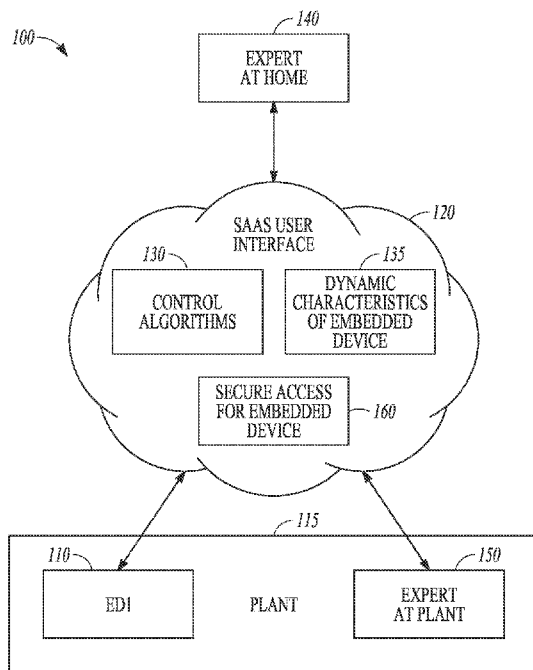 100
140
EXPERT
AT HOME
120
SAAS USER
INTERFACE
130
135
CONTROL
ALGORITHMS
DYNAMIC
CHARACTERISTICS
OF EMBEDDED
DEVICE
SECURE ACCESS
FOR EMBEDDED
DEVICE
160
115
110
150
ED1
PLANT
EXPERT
AT PLANT